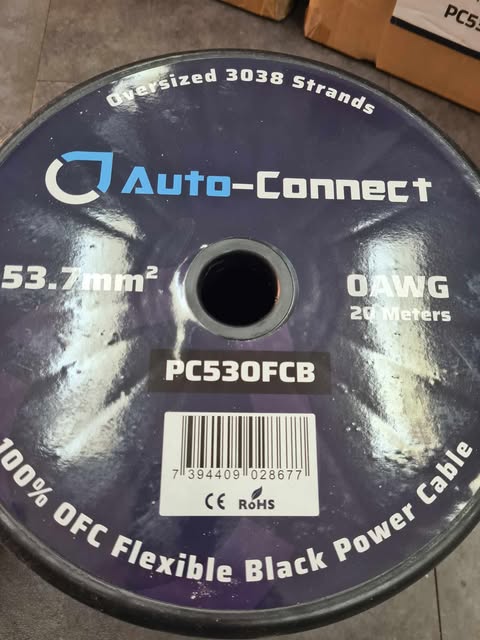 PC53
Oversized 3038 Strands
Auto-Connect
53.7mm²
0AWG
20 Meters
PC530FCB
7 394409 028677
CE RoHS
100% OFC Flexible Black Power Cable